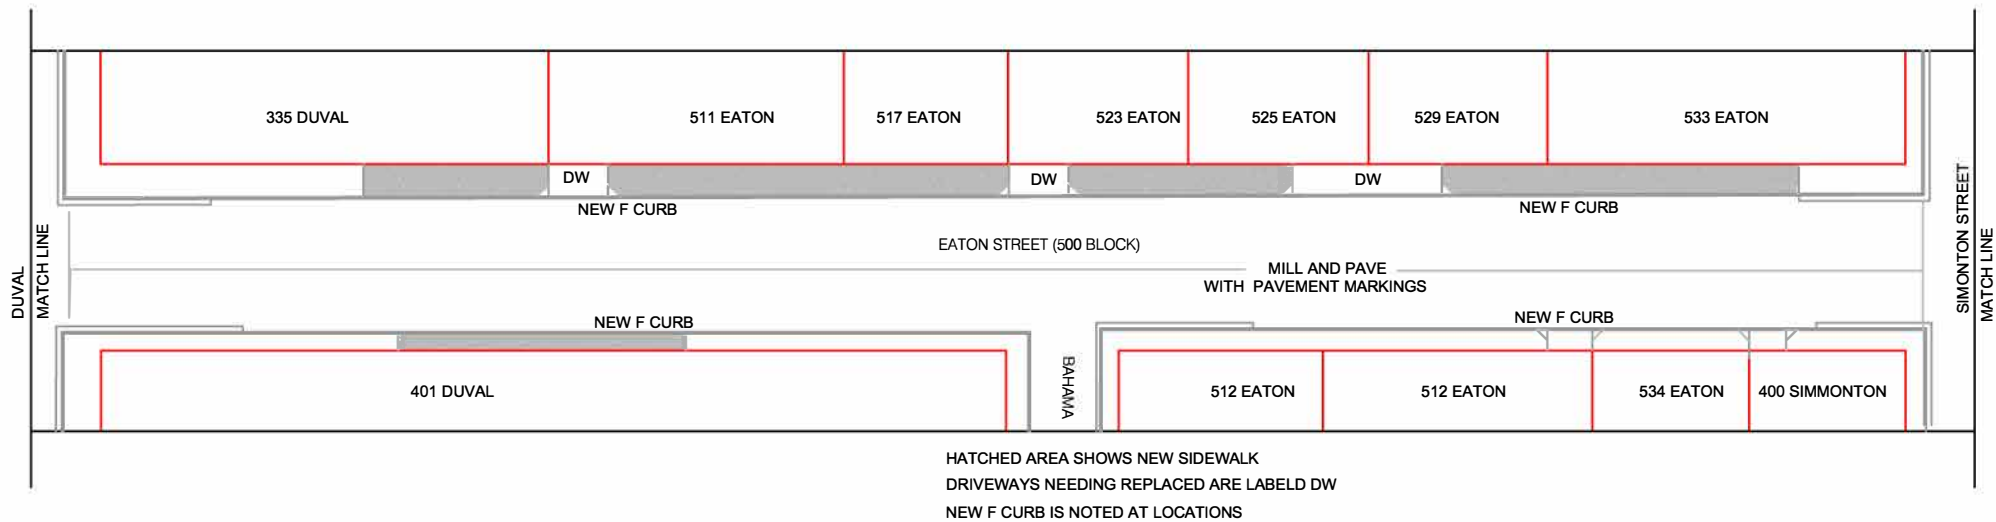 335 DUVAL
511 EATON
517 EATON
523 EATON
525 EATON
529 EATON
533 EATON
DW
DW
DW
NEW F CURB
NEW F CURB
DUVAL
MATCH LINE
EATON STREET (500 BLOCK)
MILL AND PAVE
WITH PAVEMENT MARKINGS
SIMONTON STREET
MATCH LINE
NEW F CURB
NEW F CURB
401 DUVAL
BAHAMA
512 EATON
512 EATON
534 EATON
400 SIMMONTON
HATCHED AREA SHOWS NEW SIDEWALK
DRIVEWAYS NEEDING REPLACED ARE LABELD DW
NEW F CURB IS NOTED AT LOCATIONS